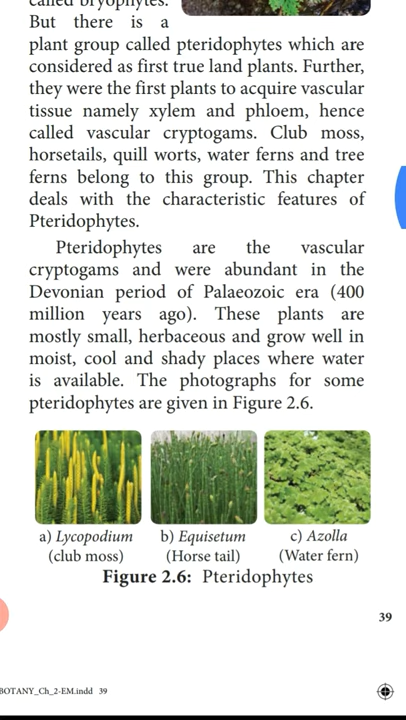 called bryophytes.
But there is a
plant group called pteridophytes which are
considered as first true land plants. Further,
they were the first plants to acquire vascular
tissue namely xylem and phloem, hence
called vascular cryptogams. Club moss,
horsetails, quill worts, water ferns and tree
ferns belong to this group. This chapter
deals with the characteristic features of
Pteridophytes.
Pteridophytes are the vascular
cryptogams and were abundant in the
Devonian period of Palaeozoic era (400
million years ago). These plants are
mostly small, herbaceous and grow well in
moist, cool and shady places where water
is available. The photographs for some
pteridophytes are given in Figure 2.6.
a) Lycopodium
(club moss)
b) Equisetum
(Horse tail)
c) Azolla
(Water fern)
Figure 2.6: Pteridophytes
39
BOTANY_Ch_2-EM.indd 39